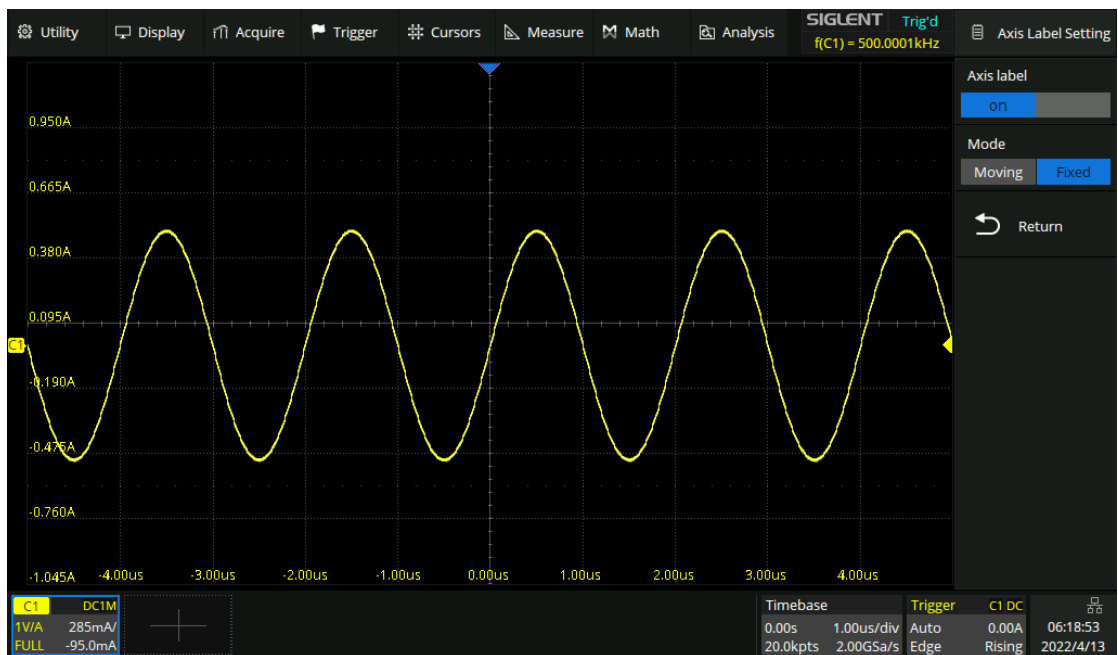 Utility Display Acquire Trigger Cursors Measure Math Analysis
SIGLENT Trig'd
f(C1) = 500.0001kHz
Axis Label Setting
Axis label
on
Mode
Moving Fixed
Return
0.950A
0.665A
0.380A
0.095A
C1
-0.190A
-0.475A
-0.760A
-1.045A -4.00us -3.00us -2.00us -1.00us 0.00us 1.00us 2.00us 3.00us 4.00us
C1 DC1M
1V/A 285mA/
FULL -95.0mA
Timebase
0.00s 1.00us/div
20.0kpts 2.00GSa/s
Trigger C1 DC
Auto 0.00A
Edge Rising
06:18:53
2022/4/13